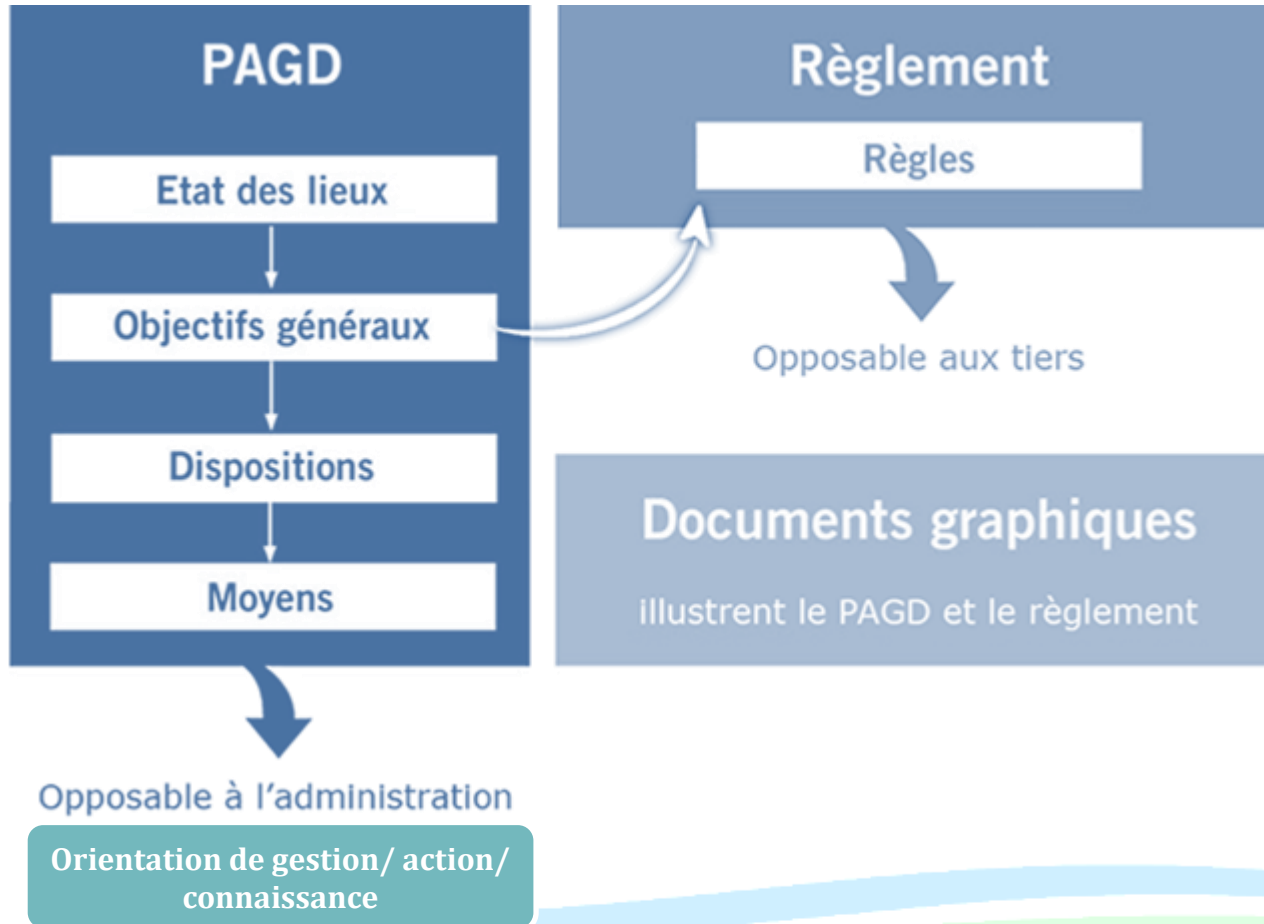 PAGD
Etat des lieux
Objectifs généraux
Dispositions
Moyens
Opposable à l'administration
Orientation de gestion/ action/
connaissance
Règlement
Règles
Opposable aux tiers
Documents graphiques
illustrent le PAGD et le règlement